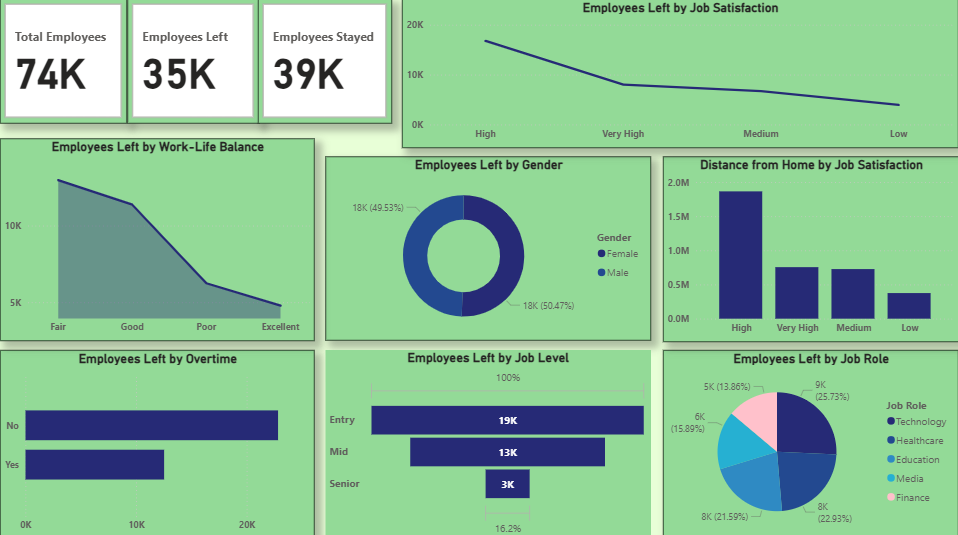 Total Employees
74K
Employees Left
35K
Employees Stayed
39K
Employees Left by Job Satisfaction
20K
10K
0K
High
Very High
Medium
Low
Employees Left by Work-Life Balance
10K
5K
Fair
Good
Poor
Excellent
Employees Left by Gender
18K (49.53%)
18K (50.47%)
Gender
Female
Male
Distance from Home by Job Satisfaction
2.0M
1.5M
1.0M
0.5M
0.0M
High
Very High
Medium
Low
Employees Left by Overtime
No
Yes
0K
10K
20K
Employees Left by Job Level
100%
Entry
19K
Mid
13K
Senior
3K
16.2%
Employees Left by Job Role
5K (13.86%)
9K
(25.73%)
6K
(15.89%)
8K (21.59%)
8K
(22.93%)
Job Role
Technology
Healthcare
Education
Media
Finance